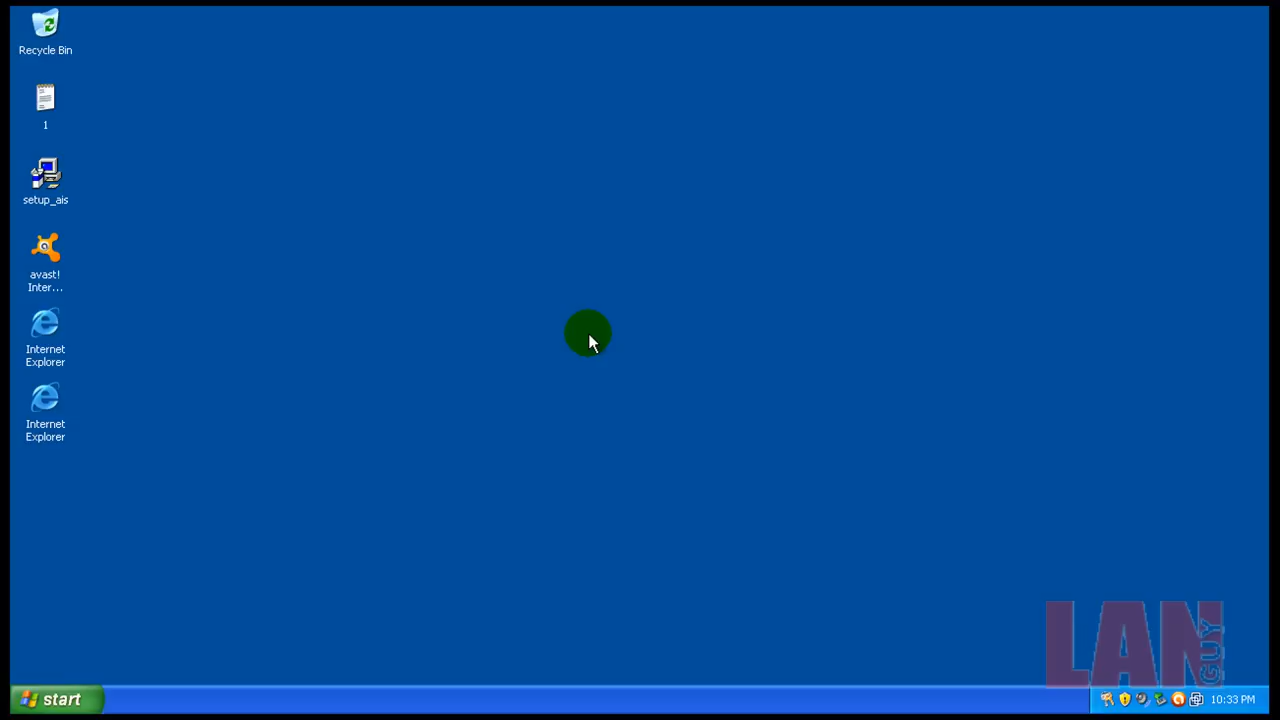 Recycle Bin
1
setup_ais
avast!
Inter...
Internet
Explorer
Internet
Explorer
LAN
GUY
start
10:33 PM